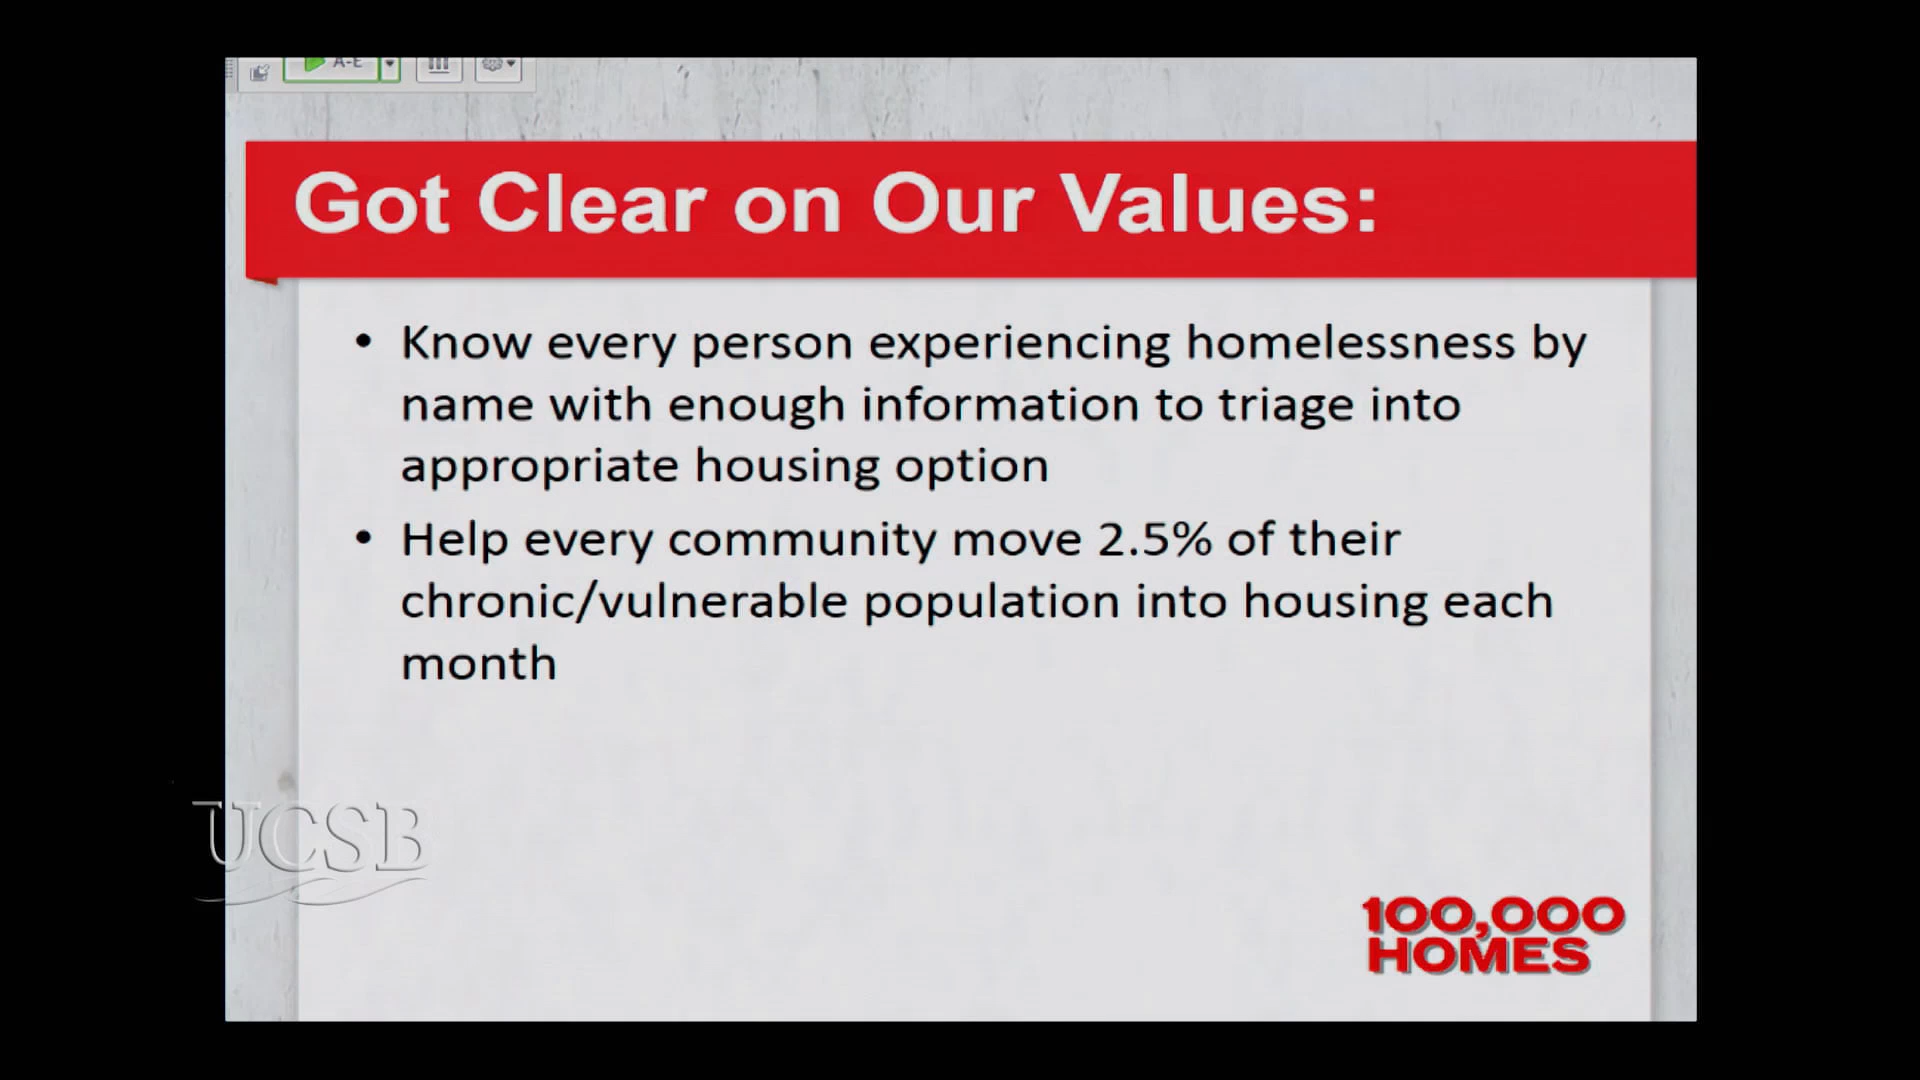 A-E
Got Clear on Our Values:
• Know every person experiencing homelessness by
name with enough information to triage into
appropriate housing option
• Help every community move 2.5% of their
chronic/vulnerable population into housing each
month
UCSB
100,000
HOMES